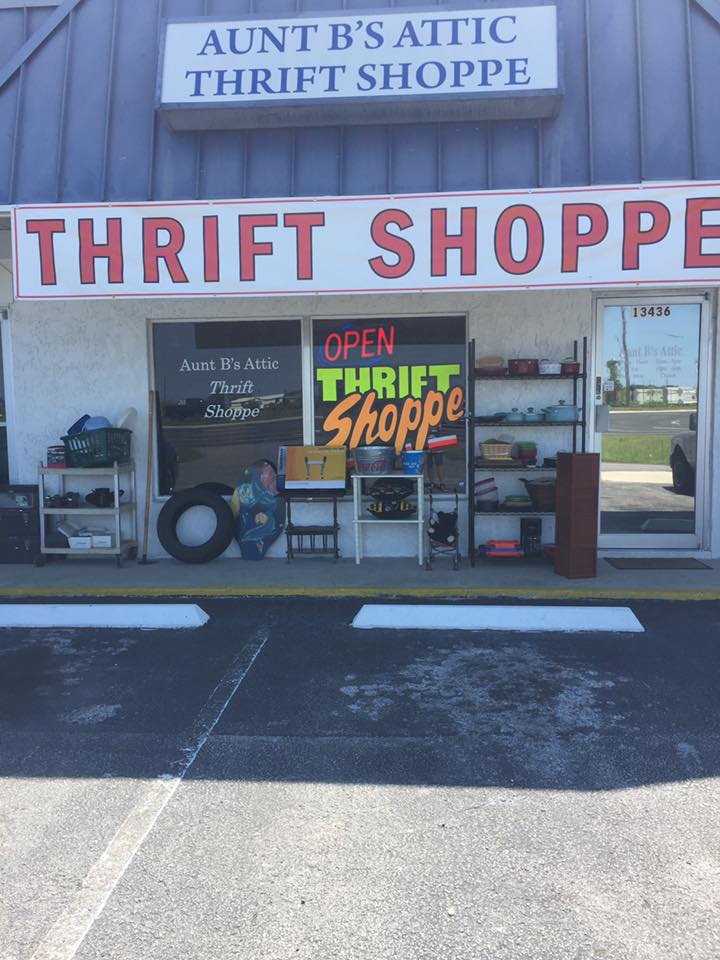 AUNT B'S ATTIC
THRIFT SHOPPE
THRIFT SHOPPE
13436
Aunt B's Attic
Thrift
Shoppe
OPEN
THRIFT
Shoppe
Aunt B's Attic